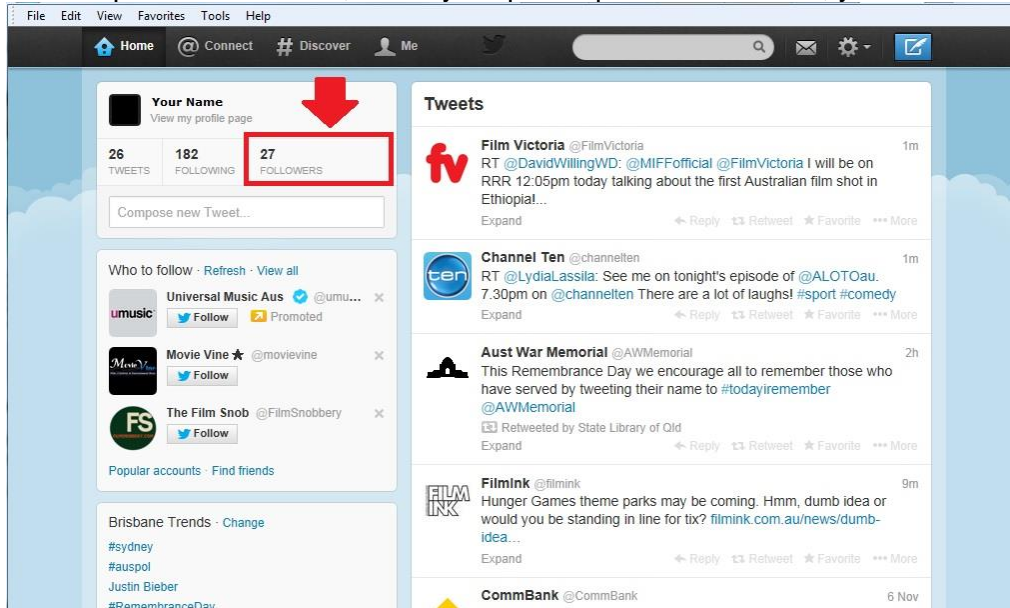 File Edit View Favorites Tools Help
Home @ Connect # Discover Me
Your Name
View my profile page
26 182 27
TWEETS FOLLOWING FOLLOWERS
Compose new Tweet...
Who to follow · Refresh · View all
umusic
Universal Music Aus @umu... ×
Follow Promoted
Movie Vine ★ @movievine ×
Follow
FS
The Film Snob @FilmSnobbery ×
Follow
Popular accounts · Find friends
Brisbane Trends · Change
#sydney
#auspol
Justin Bieber
#RemembranceDay
Tweets
fv
Film Victoria @FilmVictoria 1m
RT @DavidWillingWD: @MIFFofficial @FilmVictoria I will be on
RRR 12:05pm today talking about the first Australian film shot in
Ethiopia!...
Expand Reply Retweet Favorite More
ten
Channel Ten @channelten 1m
RT @LydiaLassila: See me on tonight's episode of @ALOTOau.
7.30pm on @channelten There are a lot of laughs! #sport #comedy
Expand Reply Retweet Favorite More
Aust War Memorial @AWMemorial 2h
This Remembrance Day we encourage all to remember those who
have served by tweeting their name to #todayiremember
@AWMemorial
Retweeted by State Library of Qld
Expand Reply Retweet Favorite More
FILM
INK
FilmInk @filmink 9m
Hunger Games theme parks may be coming. Hmm, dumb idea or
would you be standing in line for tix? filmink.com.au/news/dumb-
idea...
Expand Reply Retweet Favorite More
CommBank @CommBank 6 Nov